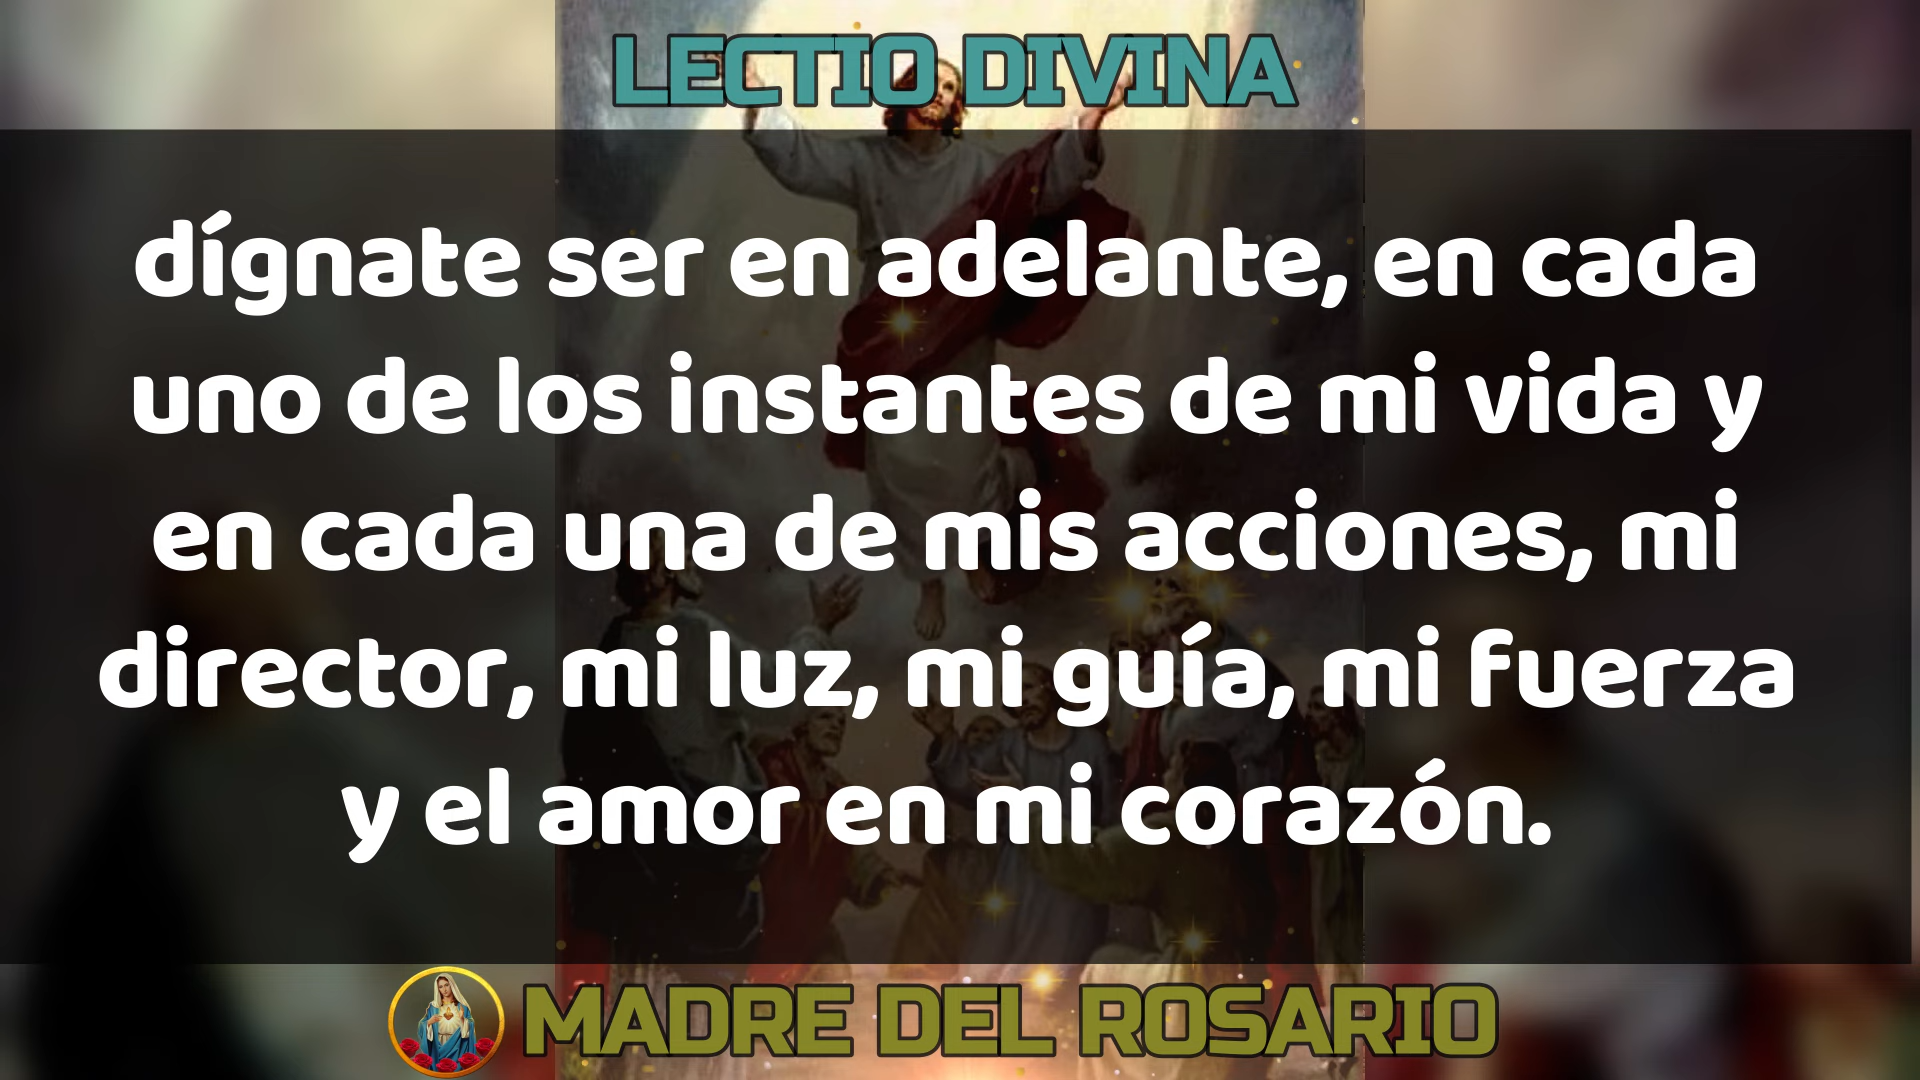 LECTIO DIVINA
dígnate ser en adelante, en cada
uno de los instantes de mi vida y
en cada una de mis acciones, mi
director, mi luz, mi guía, mi fuerza
y el amor en mi corazón.
MADRE DEL ROSARIO